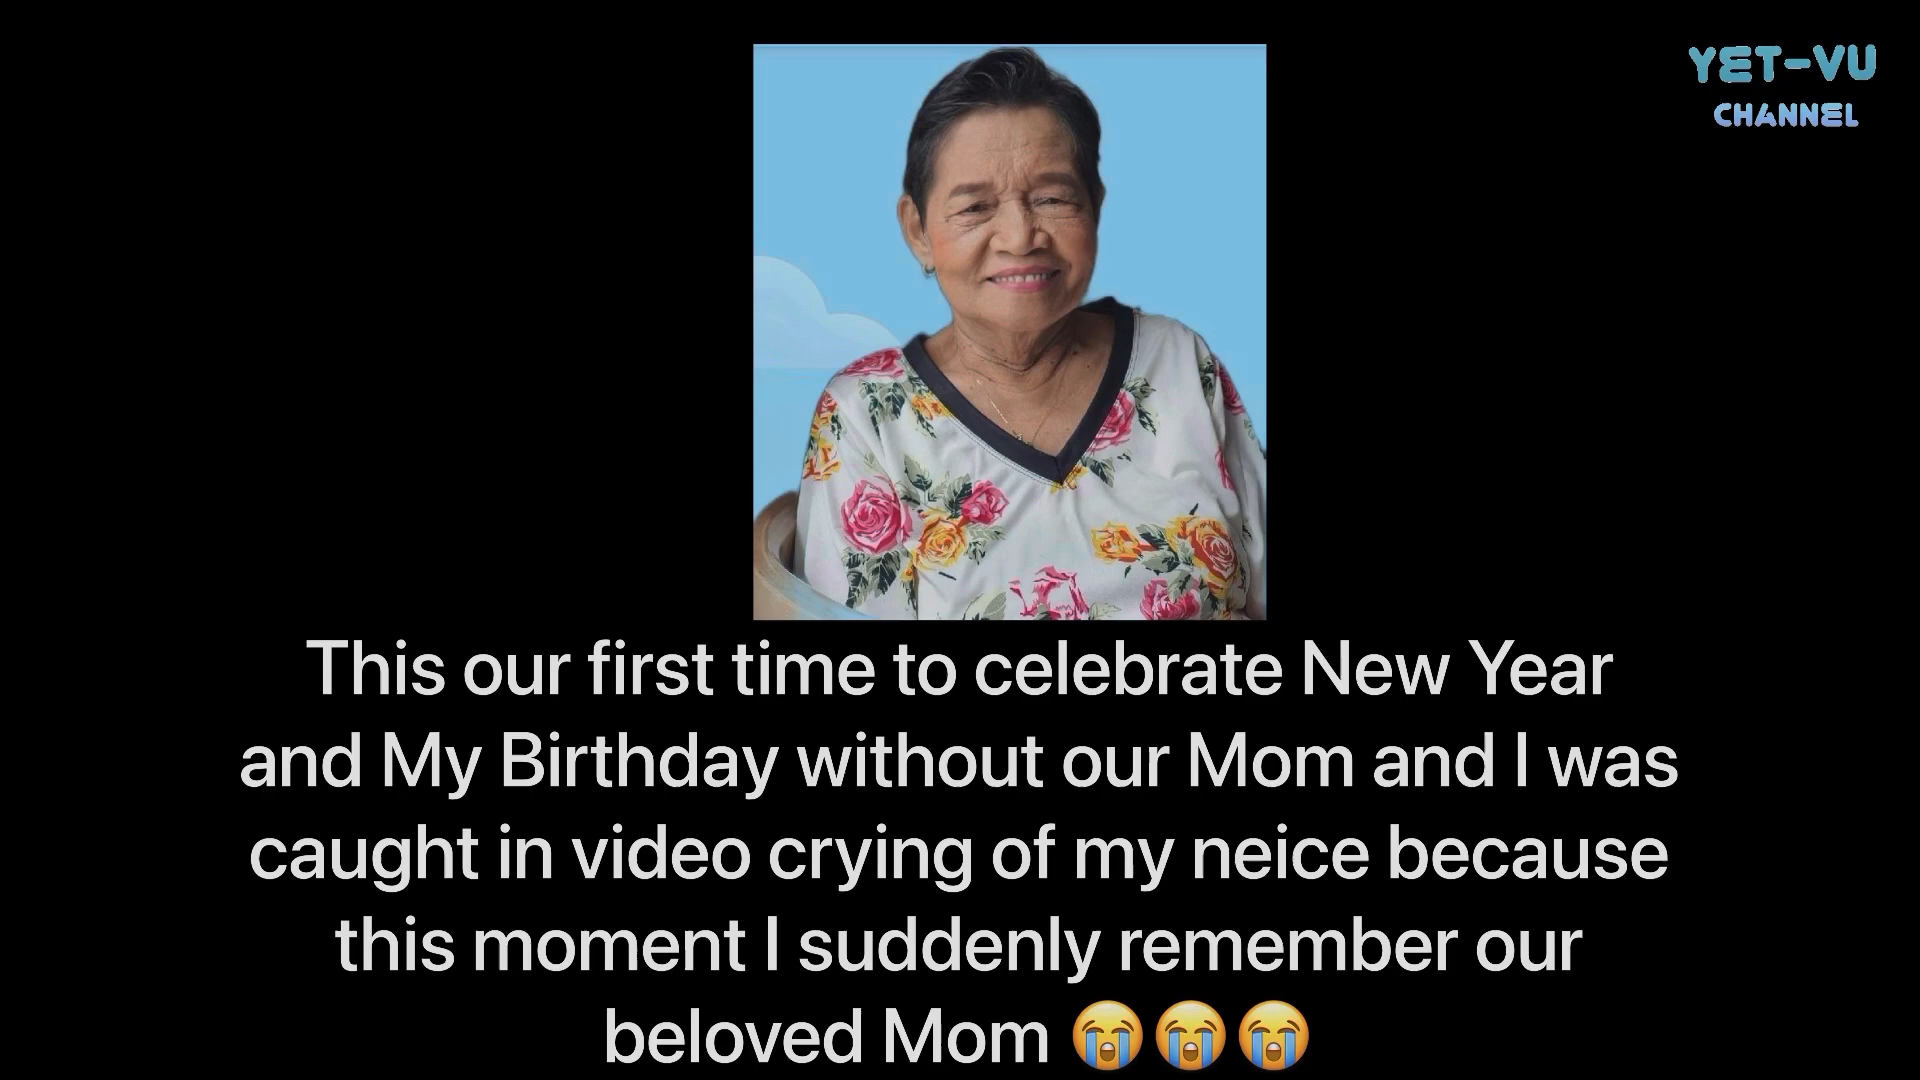 YET-VU
CHANNEL
This our first time to celebrate New Year
and My Birthday without our Mom and I was
caught in video crying of my neice because
this moment I suddenly remember our
beloved Mom 😭😭😭